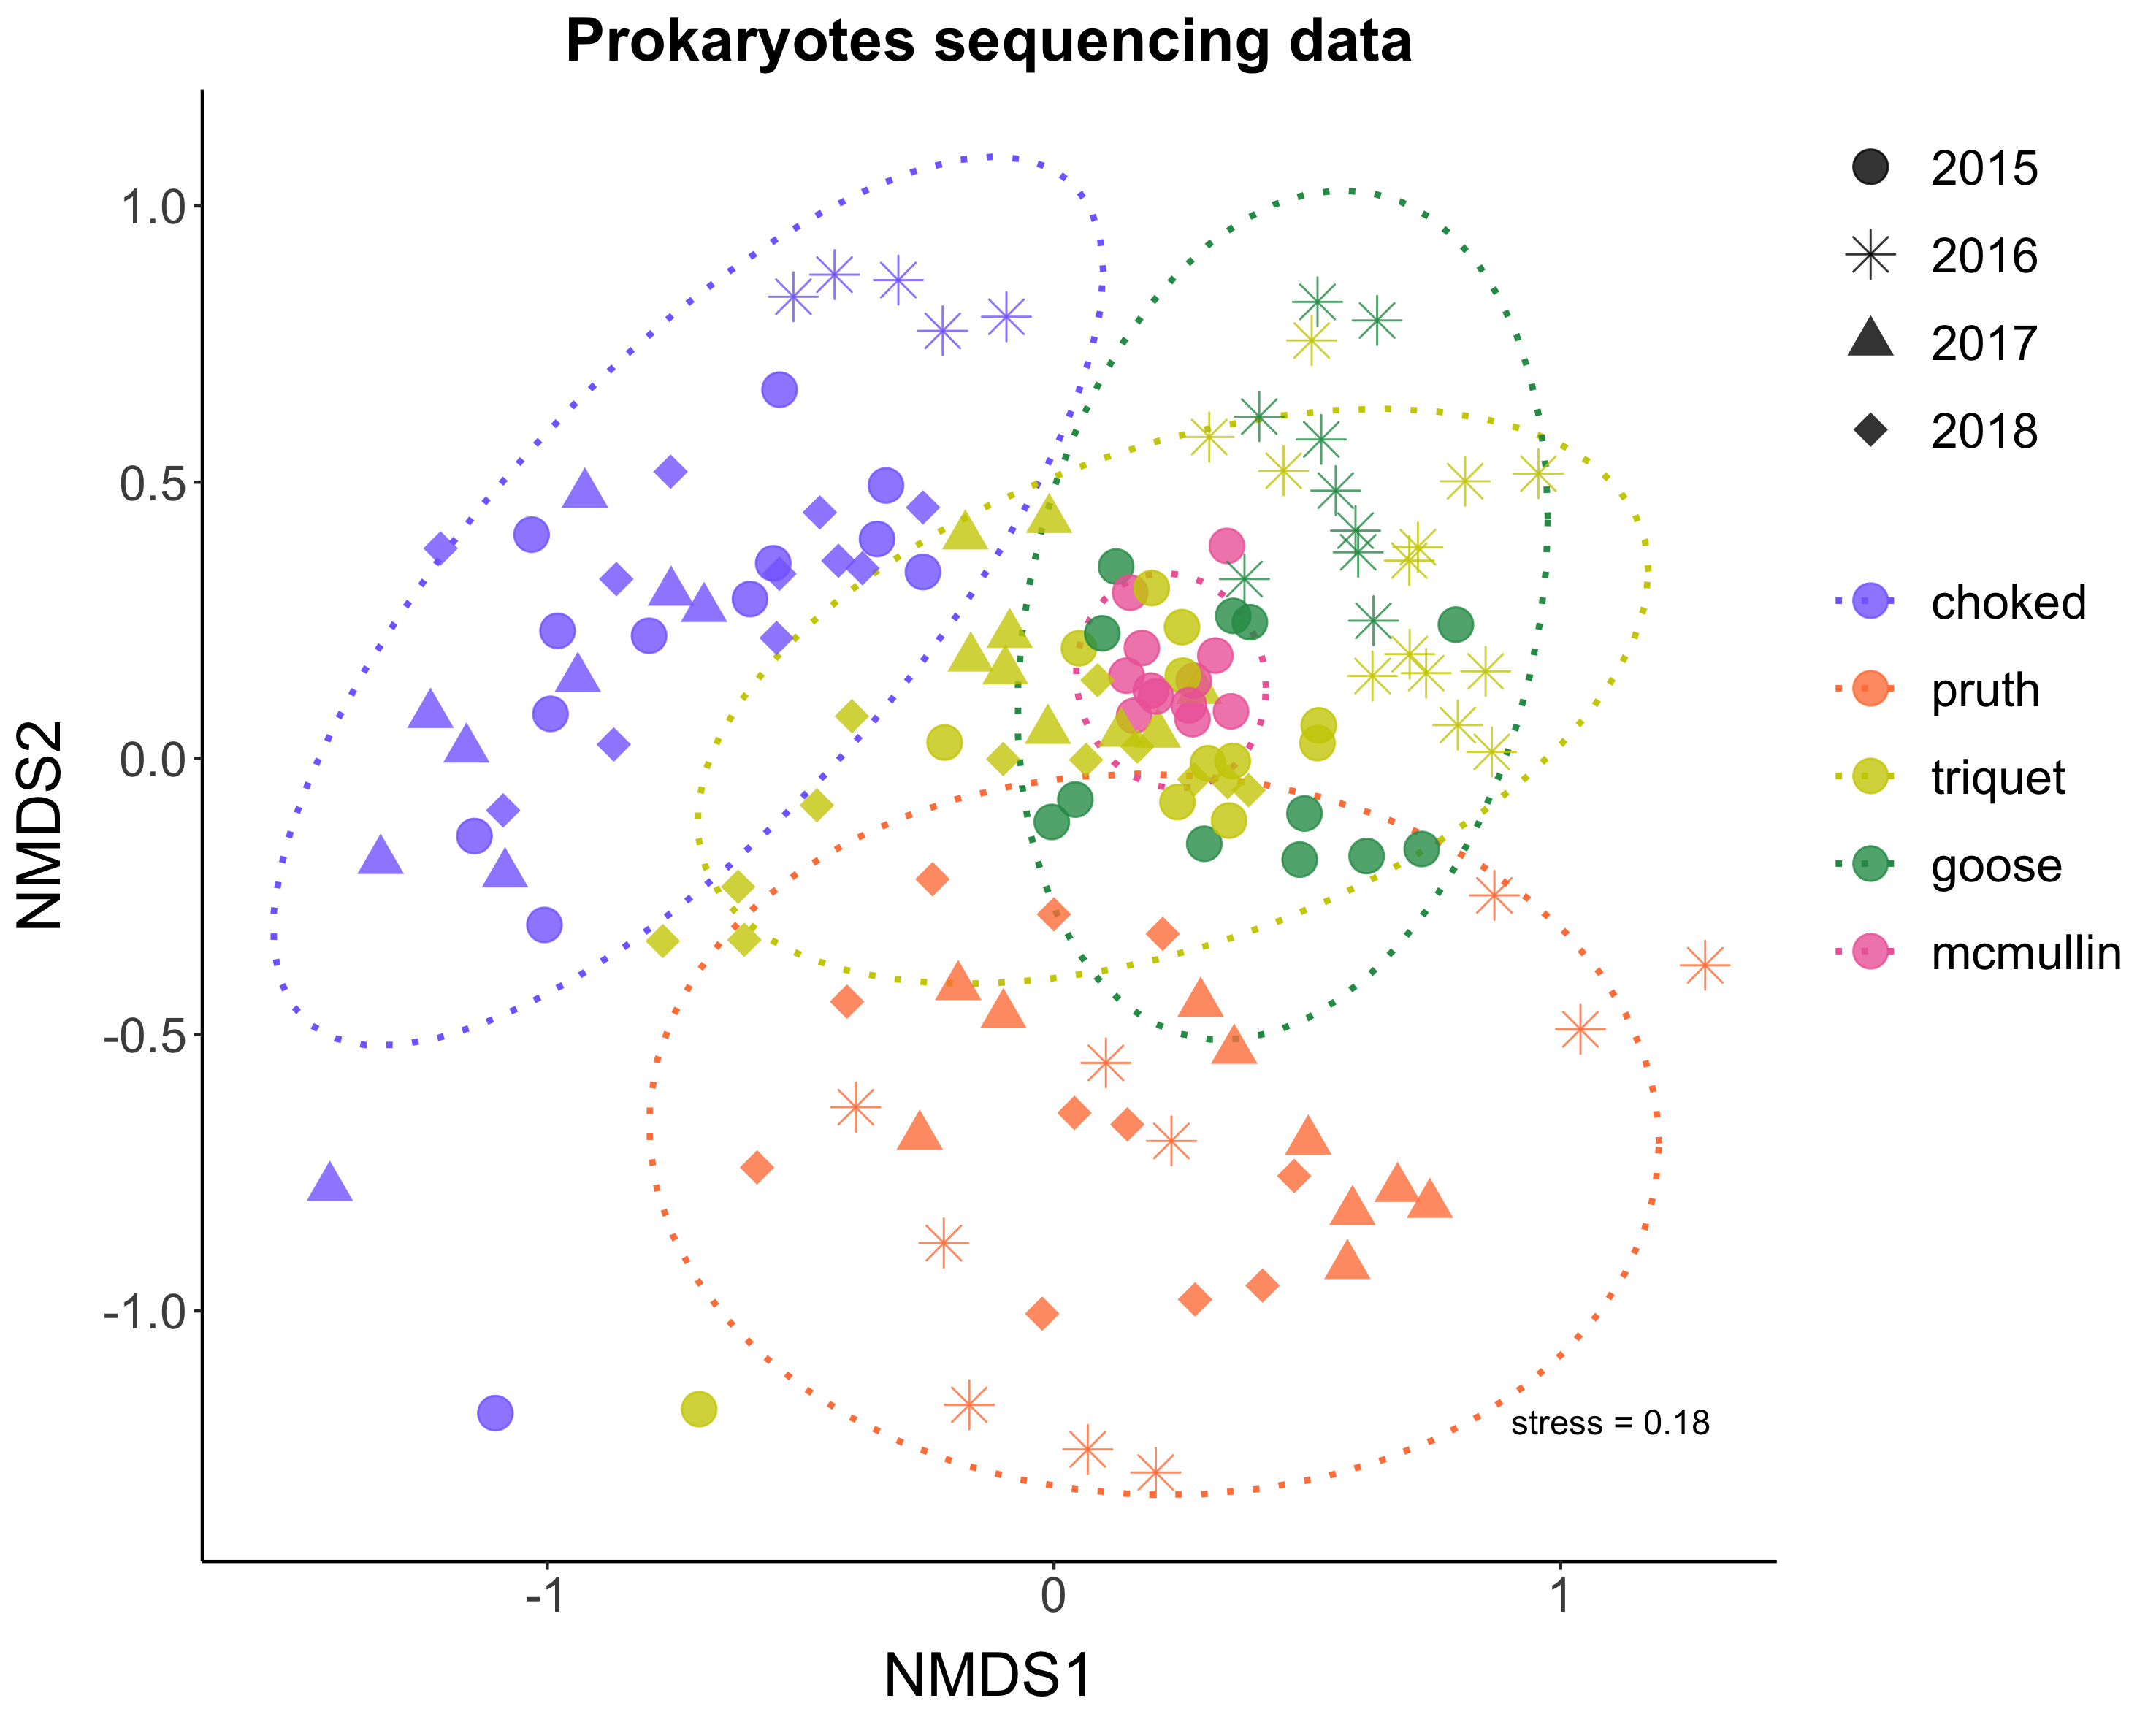 Prokaryotes sequencing data
NMDS2
1.0
0.5
0.0
-0.5
-1.0
-1
0
1
NMDS1
stress = 0.18
2015
2016
2017
2018
choked
pruth
triquet
goose
mcmullin